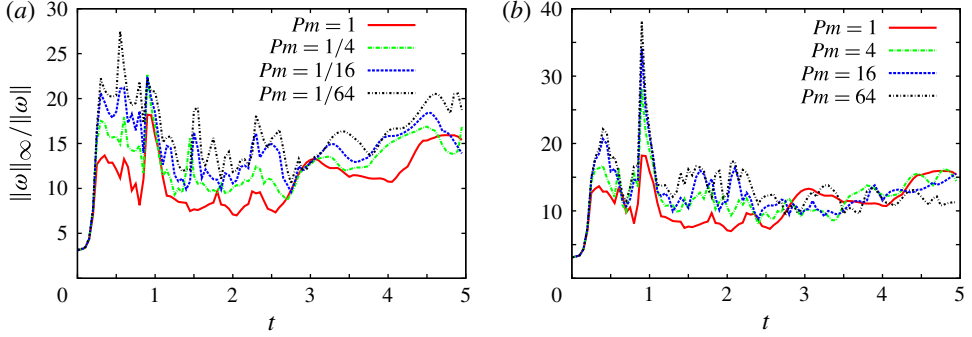 (a)
30
25
20
15
10
5
0
1
2
3
4
5
t
||ω||∞/||ω||
Pm = 1
Pm = 1/4
Pm = 1/16
Pm = 1/64
(b)
40
30
20
10
0
1
2
3
4
5
t
Pm = 1
Pm = 4
Pm = 16
Pm = 64